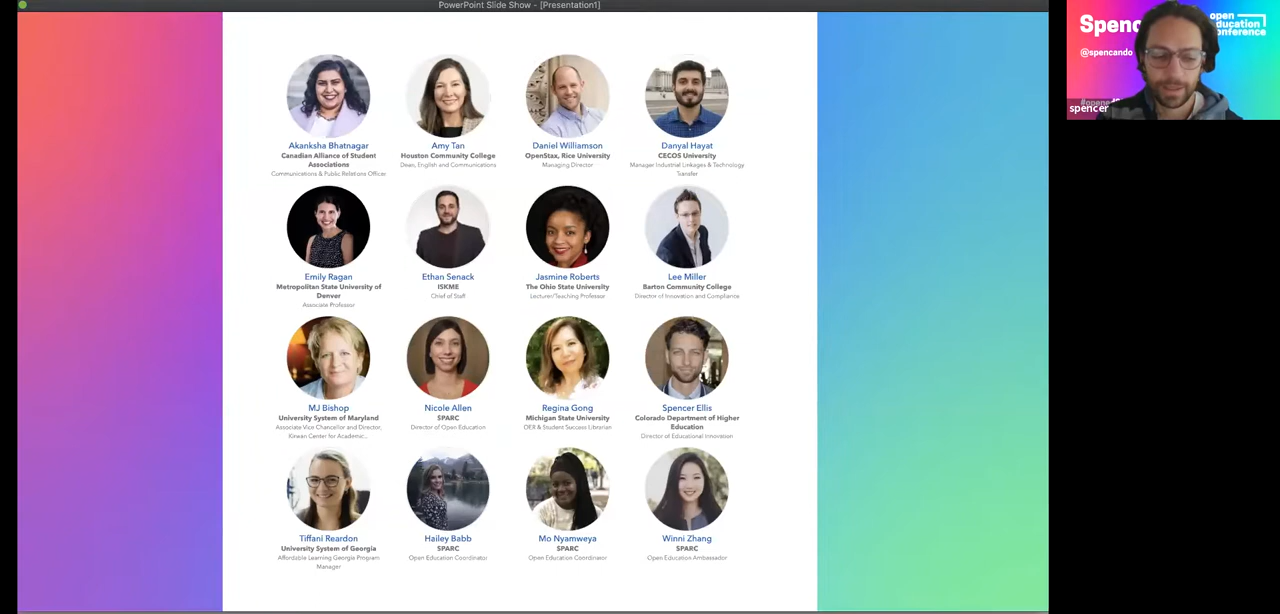 PowerPoint Slide Show - [Presentation1]
Akanksha Bhatnagar
Canadian Alliance of Student
Associations
Communications & Public Relations Officer
Amy Tan
Houston Community College
Dean, English and Communications
Daniel Williamson
OpenStax, Rice University
Managing Director
Danyal Hayat
CECOS University
Manager Industrial Linkages & Technology
Transfer
Emily Ragan
Metropolitan State University of
Denver
Associate Professor
Ethan Senack
ISKME
Chief of Staff
Jasmine Roberts
The Ohio State University
Lecturer/Teaching Professor
Lee Miller
Barton Community College
Director of Innovation and Compliance
MJ Bishop
University System of Maryland
Associate Vice Chancellor and Director,
Kirwan Center for Academic...
Nicole Allen
SPARC
Director of Open Education
Regina Gong
Michigan State University
OER & Student Success Librarian
Spencer Ellis
Colorado Department of Higher
Education
Director of Educational Innovation
Tiffani Reardon
University System of Georgia
Affordable Learning Georgia Program
Manager
Hailey Babb
SPARC
Open Education Coordinator
Mo Nyamweya
SPARC
Open Education Coordinator
Winni Zhang
SPARC
Open Education Ambassador
Spenc
@spencando
open
education
conference
spencer